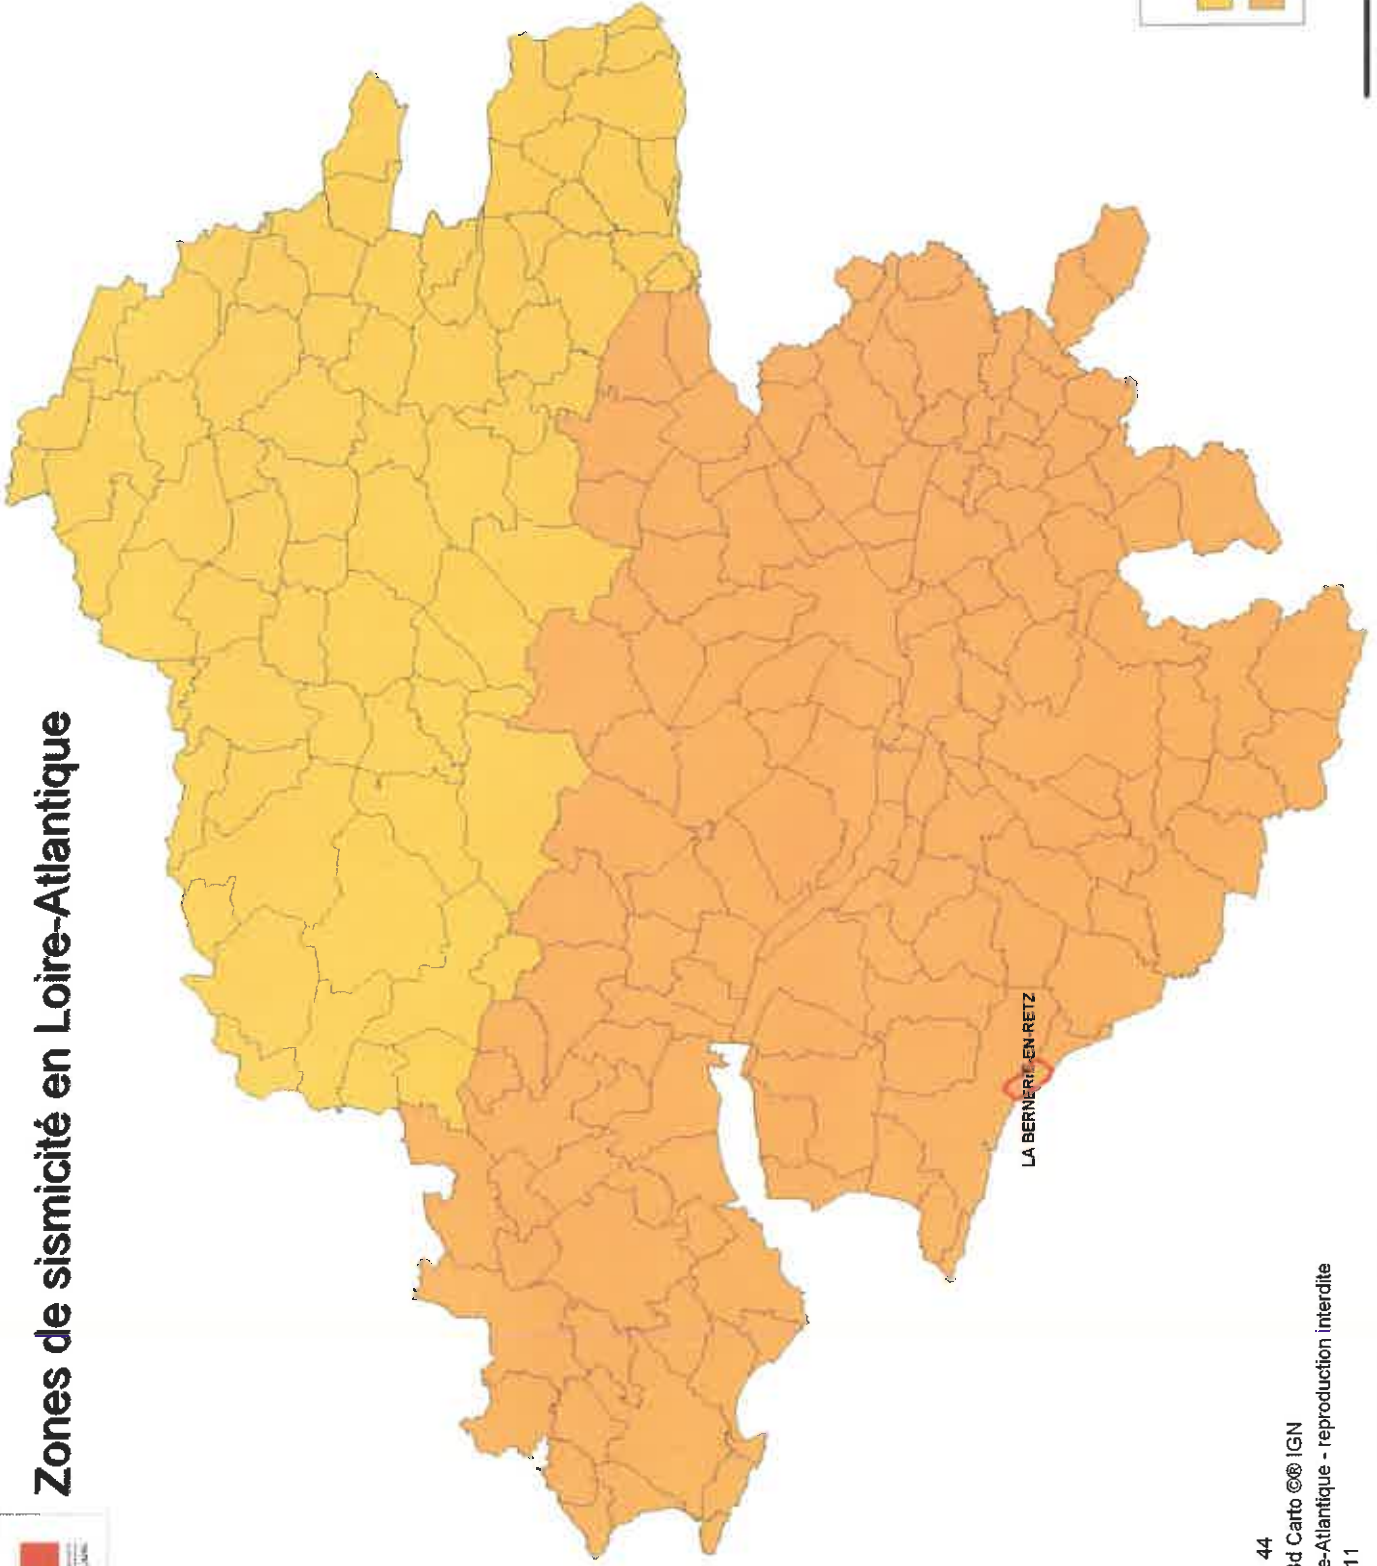 Zones de sismicité en Loire-Atlantique
LA BERNERIE-EN-RETZ
44
d Carto ©® IGN
e-Atlantique - reproduction interdite
11